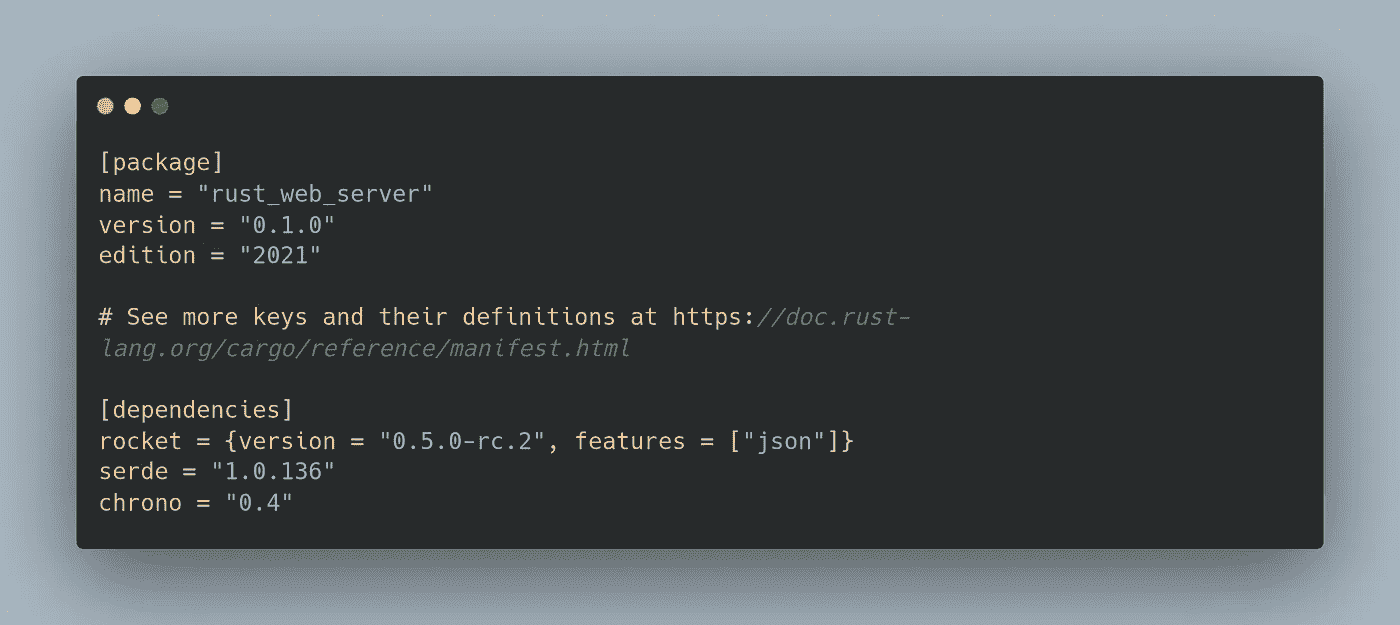 [package]
name = "rust_web_server"
version = "0.1.0"
edition = "2021"
# See more keys and their definitions at https://doc.rust-
lang.org/cargo/reference/manifest.html
[dependencies]
rocket = {version = "0.5.0-rc.2", features = ["json"]}
serde = "1.0.136"
chrono = "0.4"